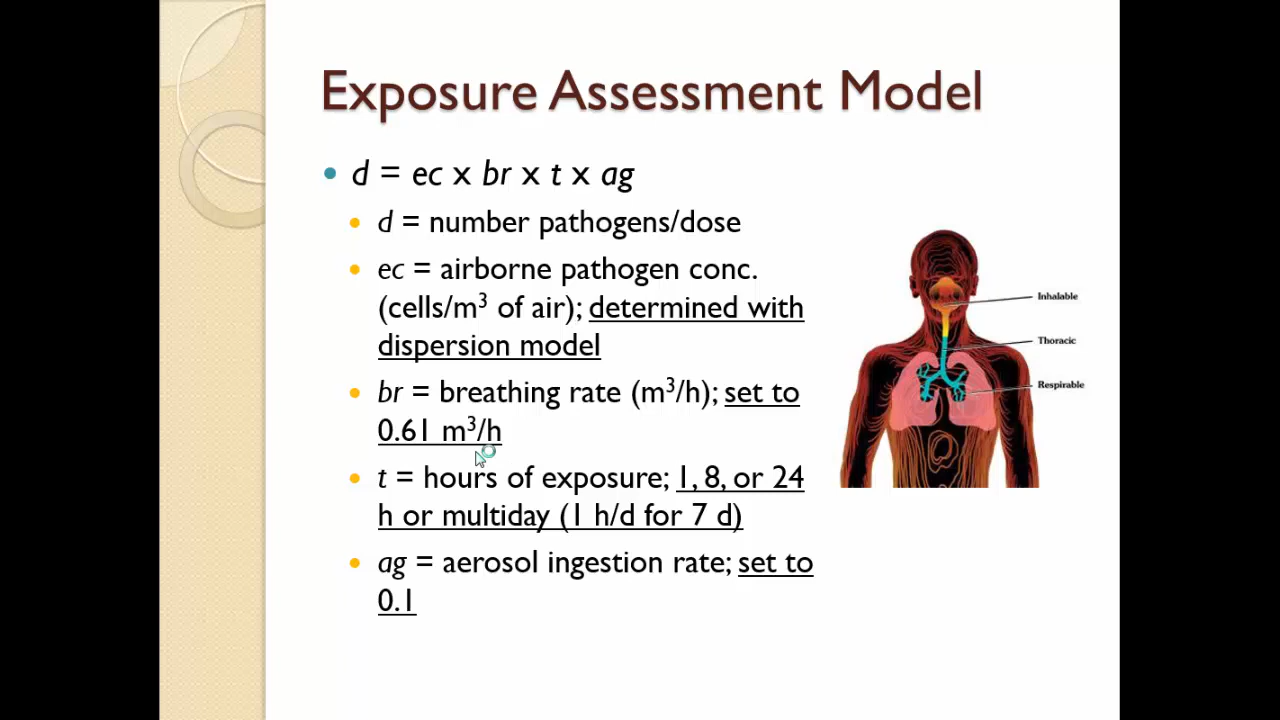 Exposure Assessment Model
• d = ec x br x t x ag
• d = number pathogens/dose
• ec = airborne pathogen conc.
(cells/m³ of air); determined with
dispersion model
• br = breathing rate (m³/h); set to
0.61 m³/h
• t = hours of exposure; 1, 8, or 24
h or multiday (1 h/d for 7 d)
• ag = aerosol ingestion rate; set to
0.1
Inhalable
Thoracic
Respirable